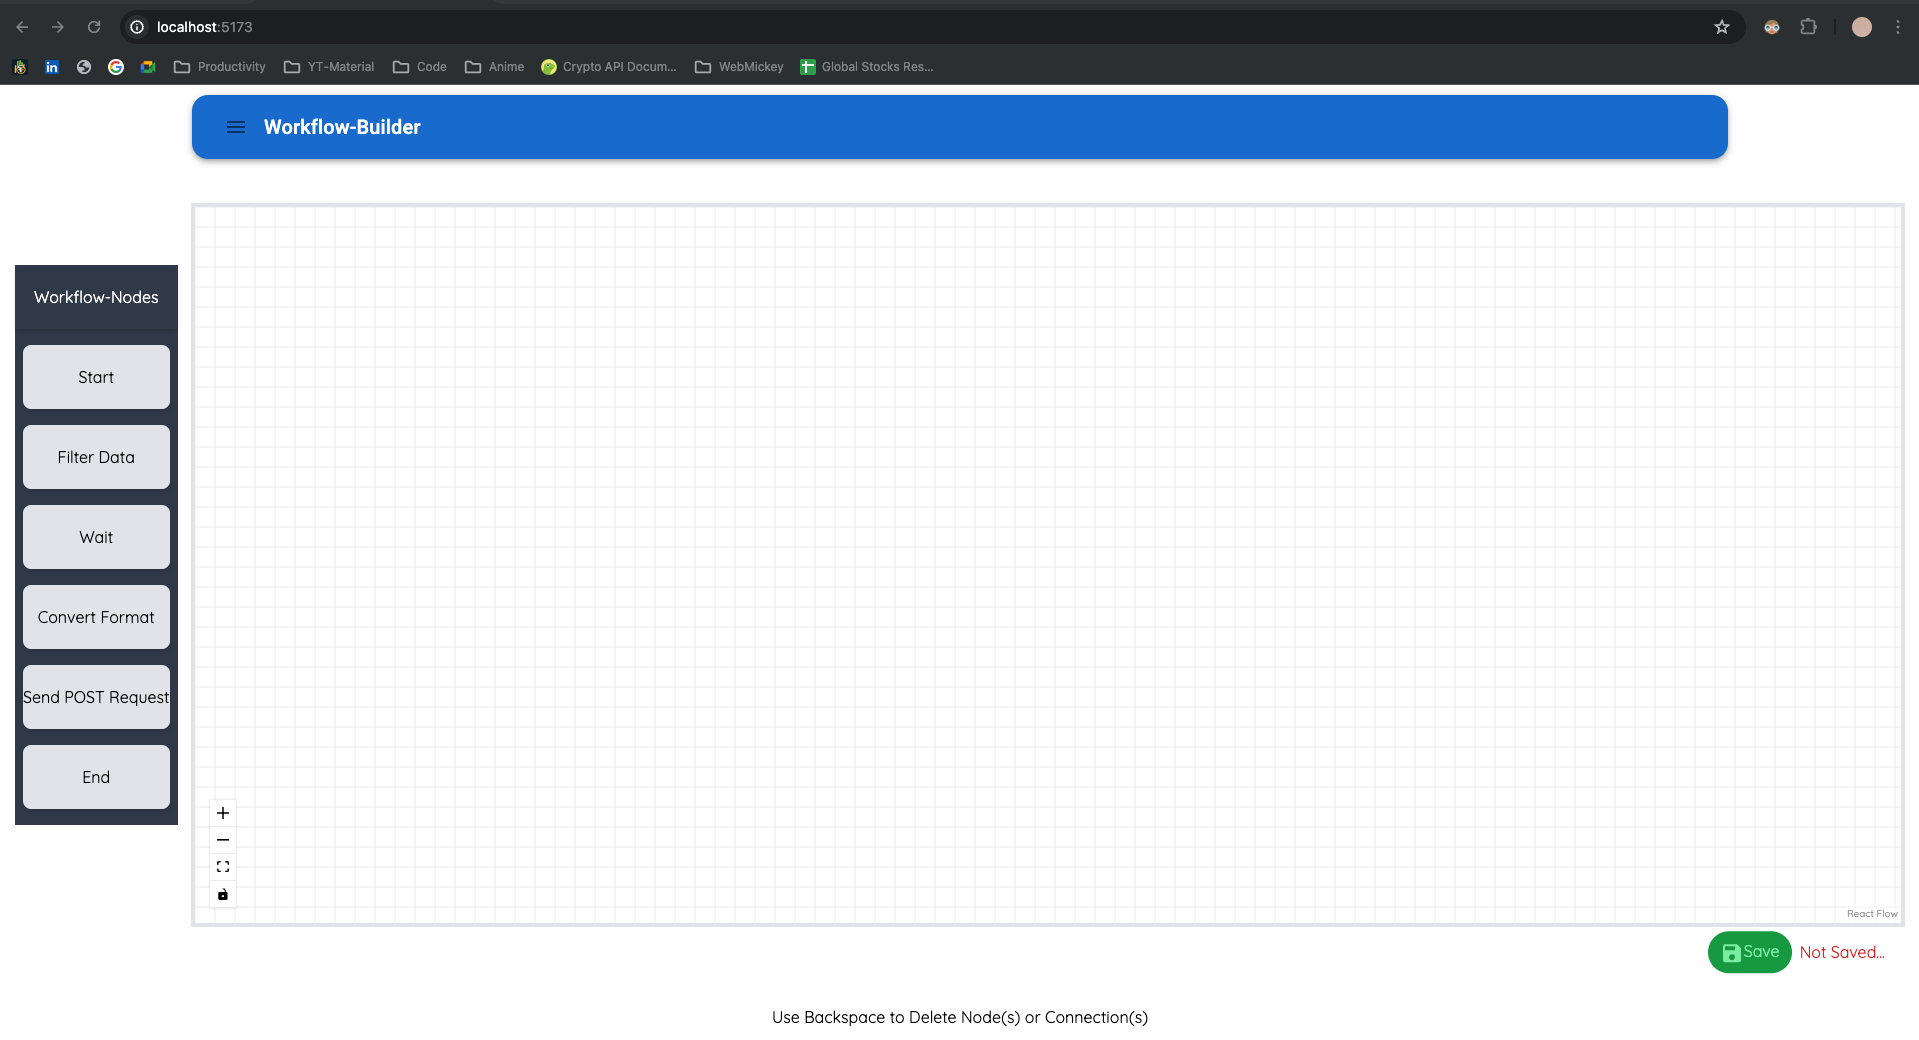 localhost:5173
Productivity YT-Material Code Anime Crypto API Docum... WebMickey Global Stocks Res...
Workflow-Builder
Workflow-Nodes
Start
Filter Data
Wait
Convert Format
Send POST Request
End
React Flow
Save Not Saved...
Use Backspace to Delete Node(s) or Connection(s)